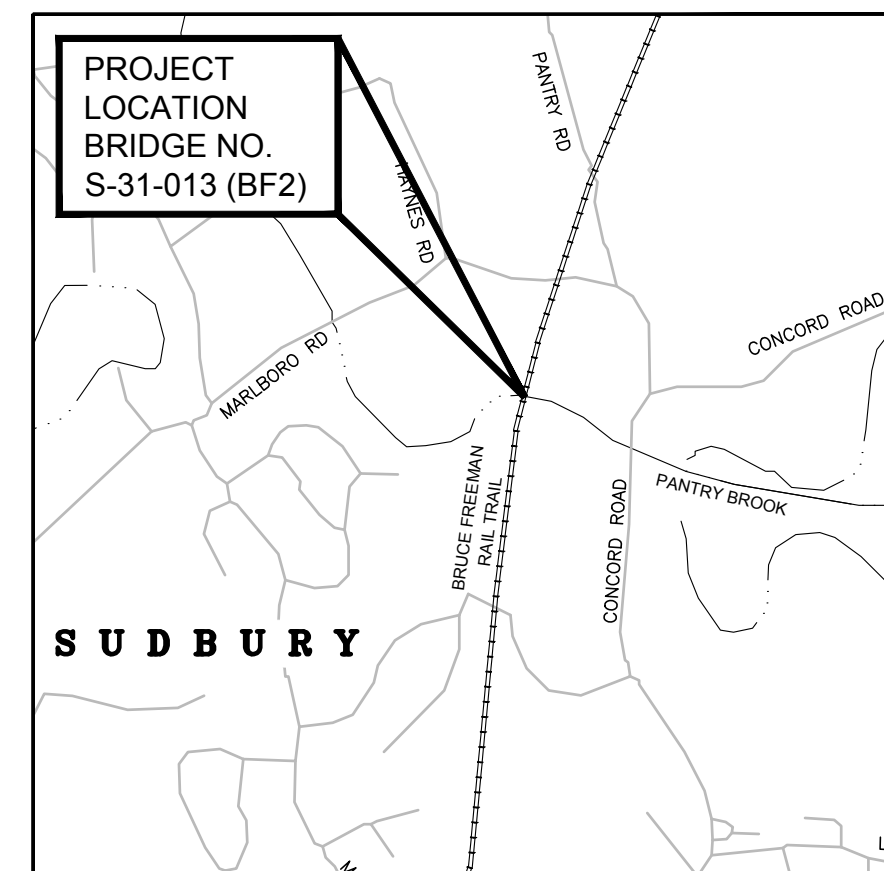 PROJECT
LOCATION
BRIDGE NO.
S-31-013 (BF2)
PANTRY RD
HAYNES RD
CONCORD ROAD
MARLBORO RD
BRUCE FREEMAN
RAIL TRAIL
PANTRY BROOK
CONCORD ROAD
SUDBURY